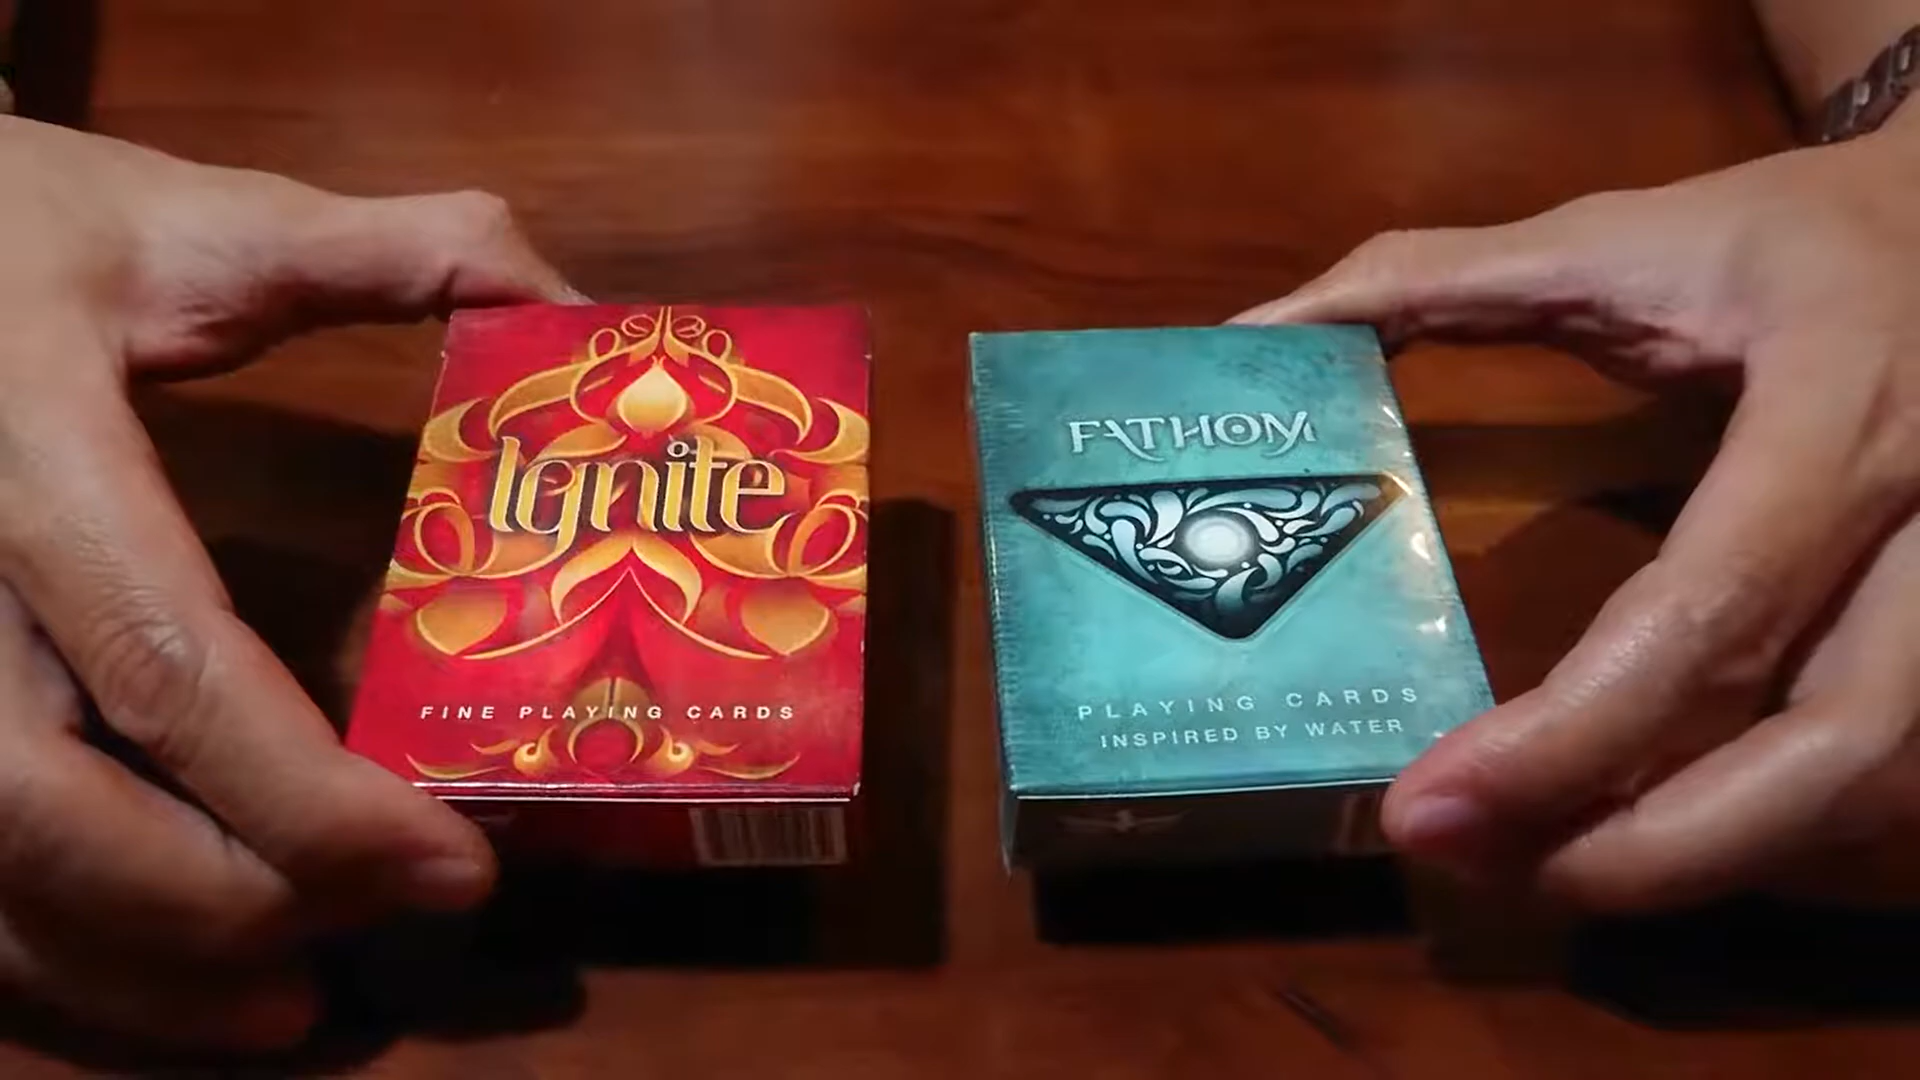 Ignite
FINE PLAYING CARDS
FATHOM
PLAYING CARDS
INSPIRED BY WATER